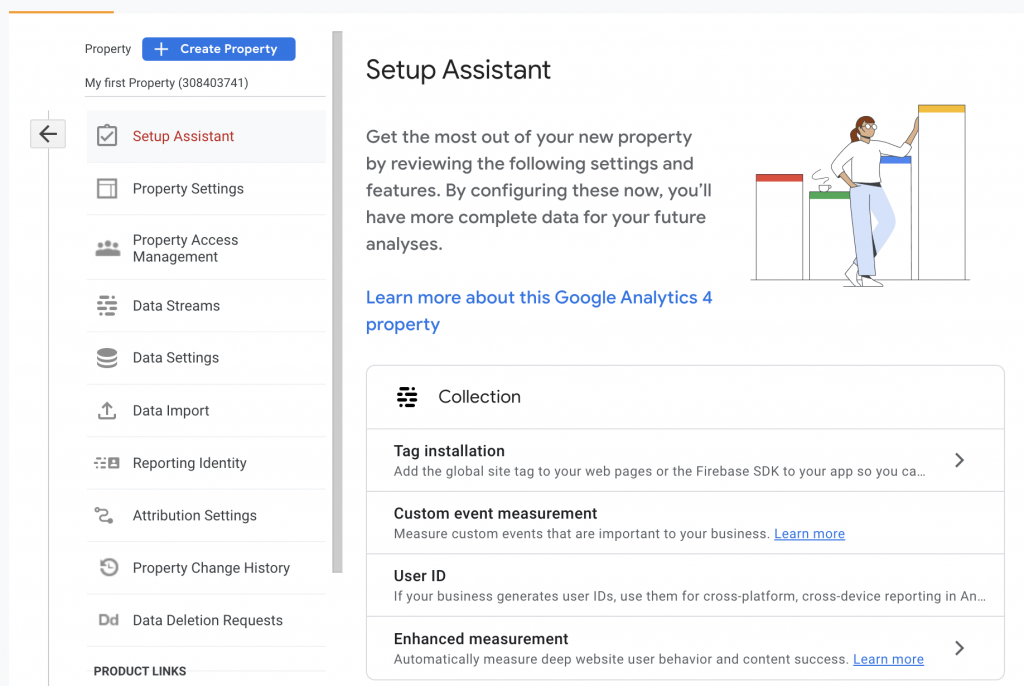 Property
Create Property
My first Property (308403741)
Setup Assistant
Property Settings
Property Access
Management
Data Streams
Data Settings
Data Import
Reporting Identity
Attribution Settings
Property Change History
Dd Data Deletion Requests
PRODUCT LINKS
Setup Assistant
Get the most out of your new property
by reviewing the following settings and
features. By configuring these now, you’ll
have more complete data for your future
analyses.
Learn more about this Google Analytics 4
property
Collection
Tag installation
Add the global site tag to your web pages or the Firebase SDK to your app so you ca...
Custom event measurement
Measure custom events that are important to your business. Learn more
User ID
If your business generates user IDs, use them for cross-platform, cross-device reporting in An...
Enhanced measurement
Automatically measure deep website user behavior and content success. Learn more